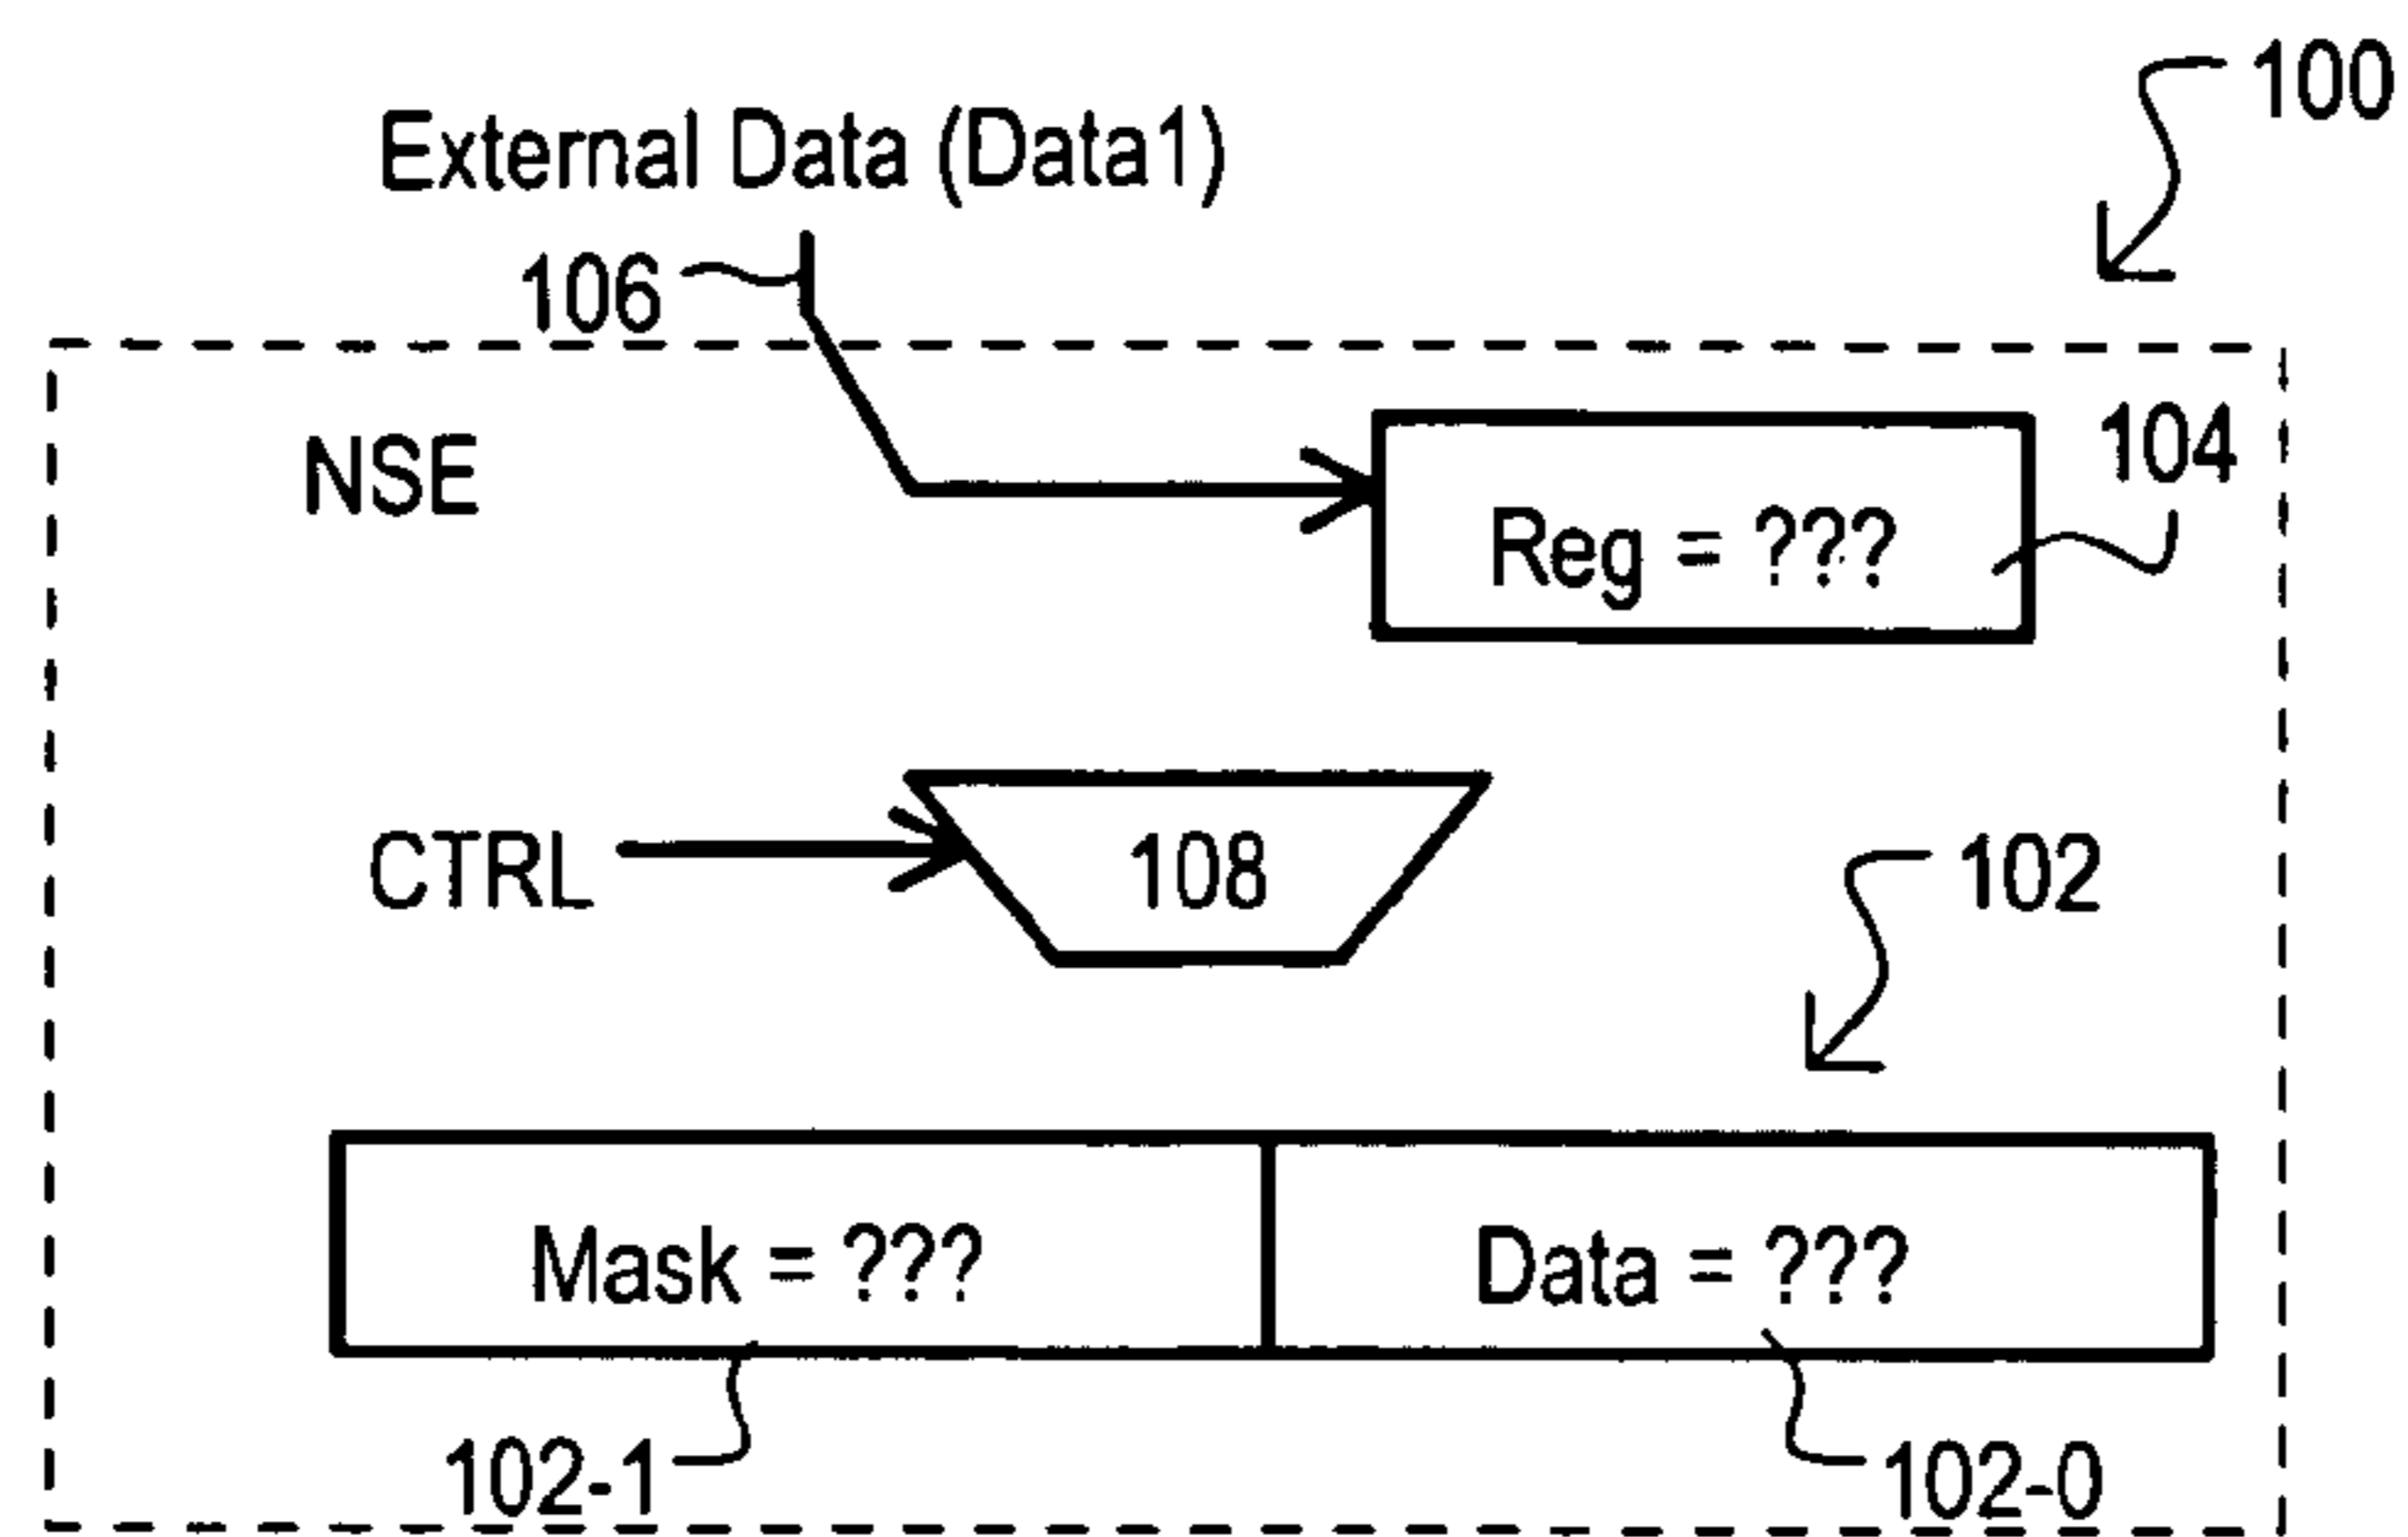 100
External Data (Data1)
106
NSE
104
Reg = ???
CTRL
108
102
Mask = ???
Data = ???
102-1
102-0